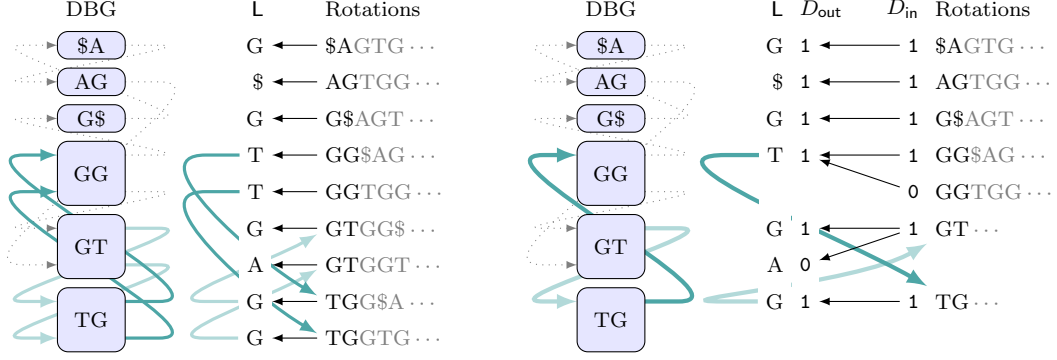 DBG L Rotations DBG L D_out D_in Rotations
$A G $AGTG··· $A G 1 1 $AGTG···
AG $ AGTGG··· AG $ 1 1 AGTGG···
G$ G G$AGT··· G$ G 1 1 G$AGT···
GG T GG$AG··· GG T 1 1 GG$AG···
T GGTGG··· 0 GGTGG···
GT G GTGG$··· GT G 1 1 GT···
A GTGGT··· A 0
TG G TGG$A··· TG G 1 1 TG···
G TGGTG···